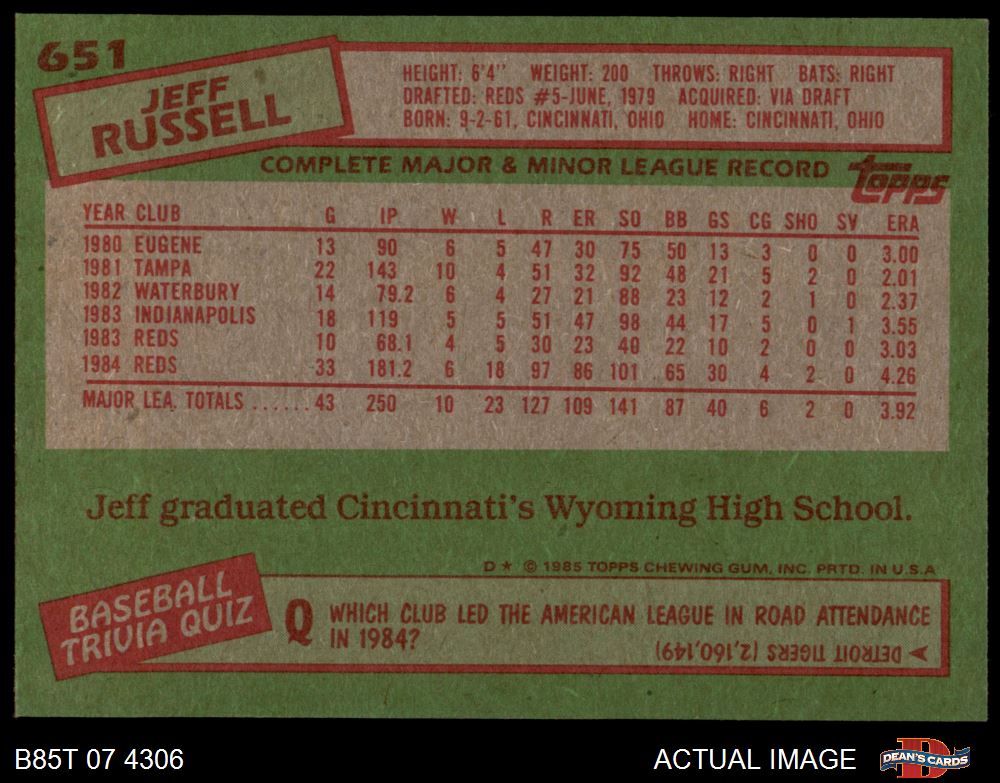 651
JEFF
RUSSELL
HEIGHT: 6'4" WEIGHT: 200 THROWS: RIGHT BATS: RIGHT
DRAFTED: REDS #5-JUNE, 1979 ACQUIRED: VIA DRAFT
BORN: 9-2-61, CINCINNATI, OHIO HOME: CINCINNATI, OHIO
COMPLETE MAJOR & MINOR LEAGUE RECORD
Topps
YEAR CLUB G IP W L R ER SO BB GS CG SHO SV ERA
1980 EUGENE 13 90 6 5 47 30 75 50 13 3 0 0 3.00
1981 TAMPA 22 143 10 4 51 32 92 48 21 5 2 0 2.01
1982 WATERBURY 14 79.2 6 4 27 21 88 23 12 2 1 0 2.37
1983 INDIANAPOLIS 18 119 5 5 51 47 98 44 17 5 0 1 3.55
1983 REDS 10 68.1 4 5 30 23 40 22 10 2 0 0 3.03
1984 REDS 33 181.2 6 18 97 86 101 65 30 4 2 0 4.26
MAJOR LEA. TOTALS ...... 43 250 10 23 127 109 141 87 40 6 2 0 3.92
Jeff graduated Cincinnati's Wyoming High School.
D★ © 1985 TOPPS CHEWING GUM, INC. PRTD. IN U.S.A
BASEBALL
TRIVIA QUIZ
Q WHICH CLUB LED THE AMERICAN LEAGUE IN ROAD ATTENDANCE
IN 1984?
➤ DETROIT TIGERS (2,160,149)
B85T 07 4306
ACTUAL IMAGE
DEAN'S CARDS